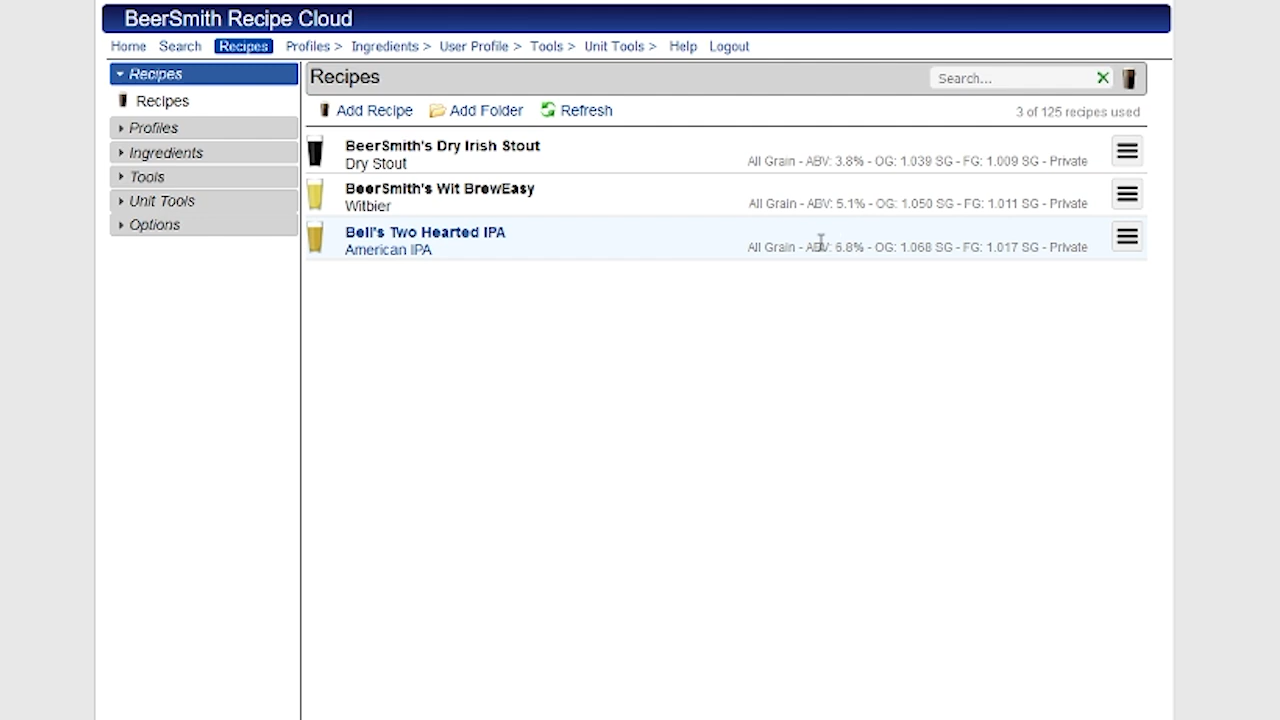 BeerSmith Recipe Cloud
Home Search Recipes Profiles > Ingredients > User Profile > Tools > Unit Tools > Help Logout
Recipes
Recipes
Profiles
Ingredients
Tools
Unit Tools
Options
Recipes
Search...
Add Recipe Add Folder Refresh
3 of 125 recipes used
BeerSmith's Dry Irish Stout
Dry Stout
All Grain - ABV: 3.8% - OG: 1.039 SG - FG: 1.009 SG - Private
BeerSmith's Wit BrewEasy
Witbier
All Grain - ABV: 5.1% - OG: 1.050 SG - FG: 1.011 SG - Private
Bell's Two Hearted IPA
American IPA
All Grain - ABV: 6.8% - OG: 1.068 SG - FG: 1.017 SG - Private